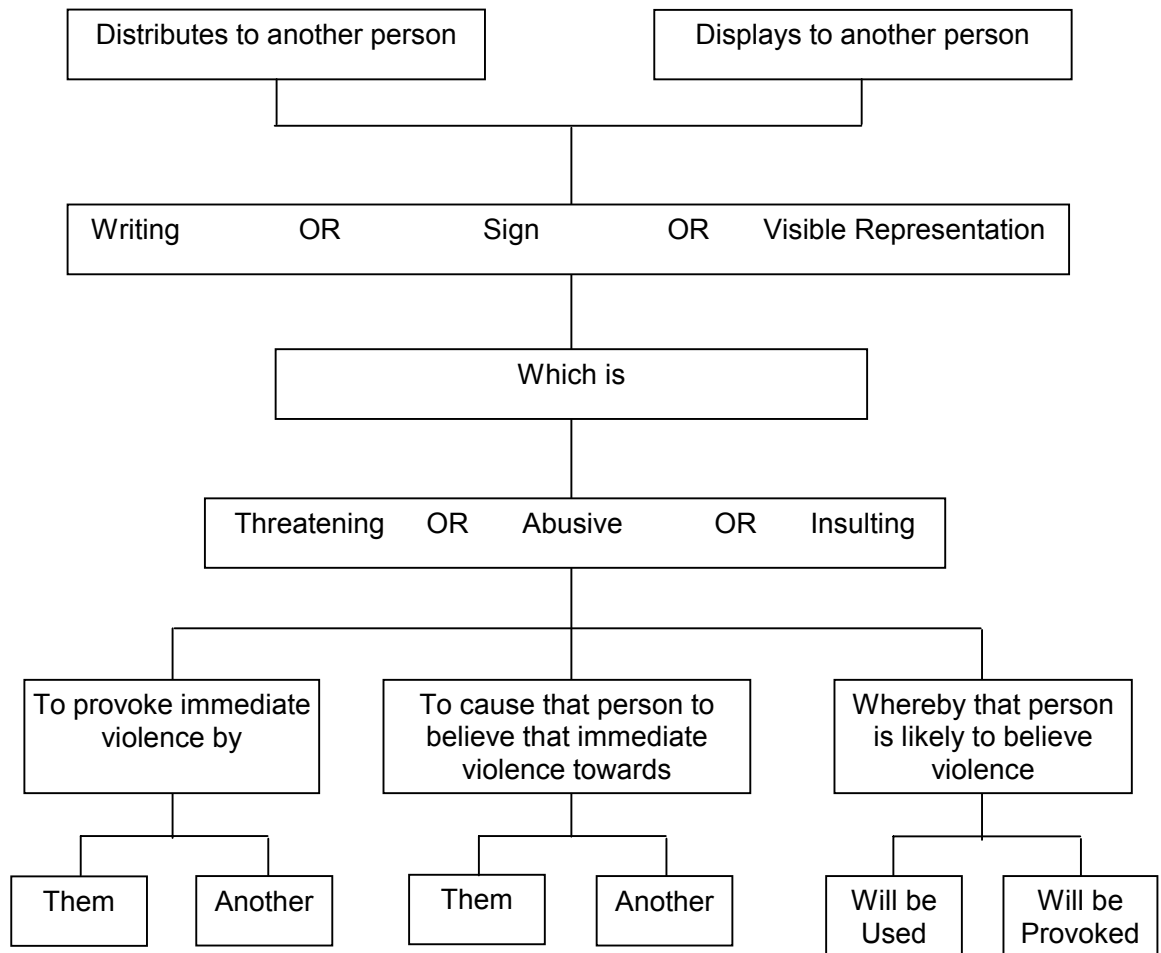 Distributes to another person
Displays to another person
Writing OR Sign OR Visible Representation
Which is
Threatening OR Abusive OR Insulting
To provoke immediate
violence by
To cause that person to
believe that immediate
violence towards
Whereby that person
is likely to believe
violence
Them
Another
Them
Another
Will be
Used
Will be
Provoked